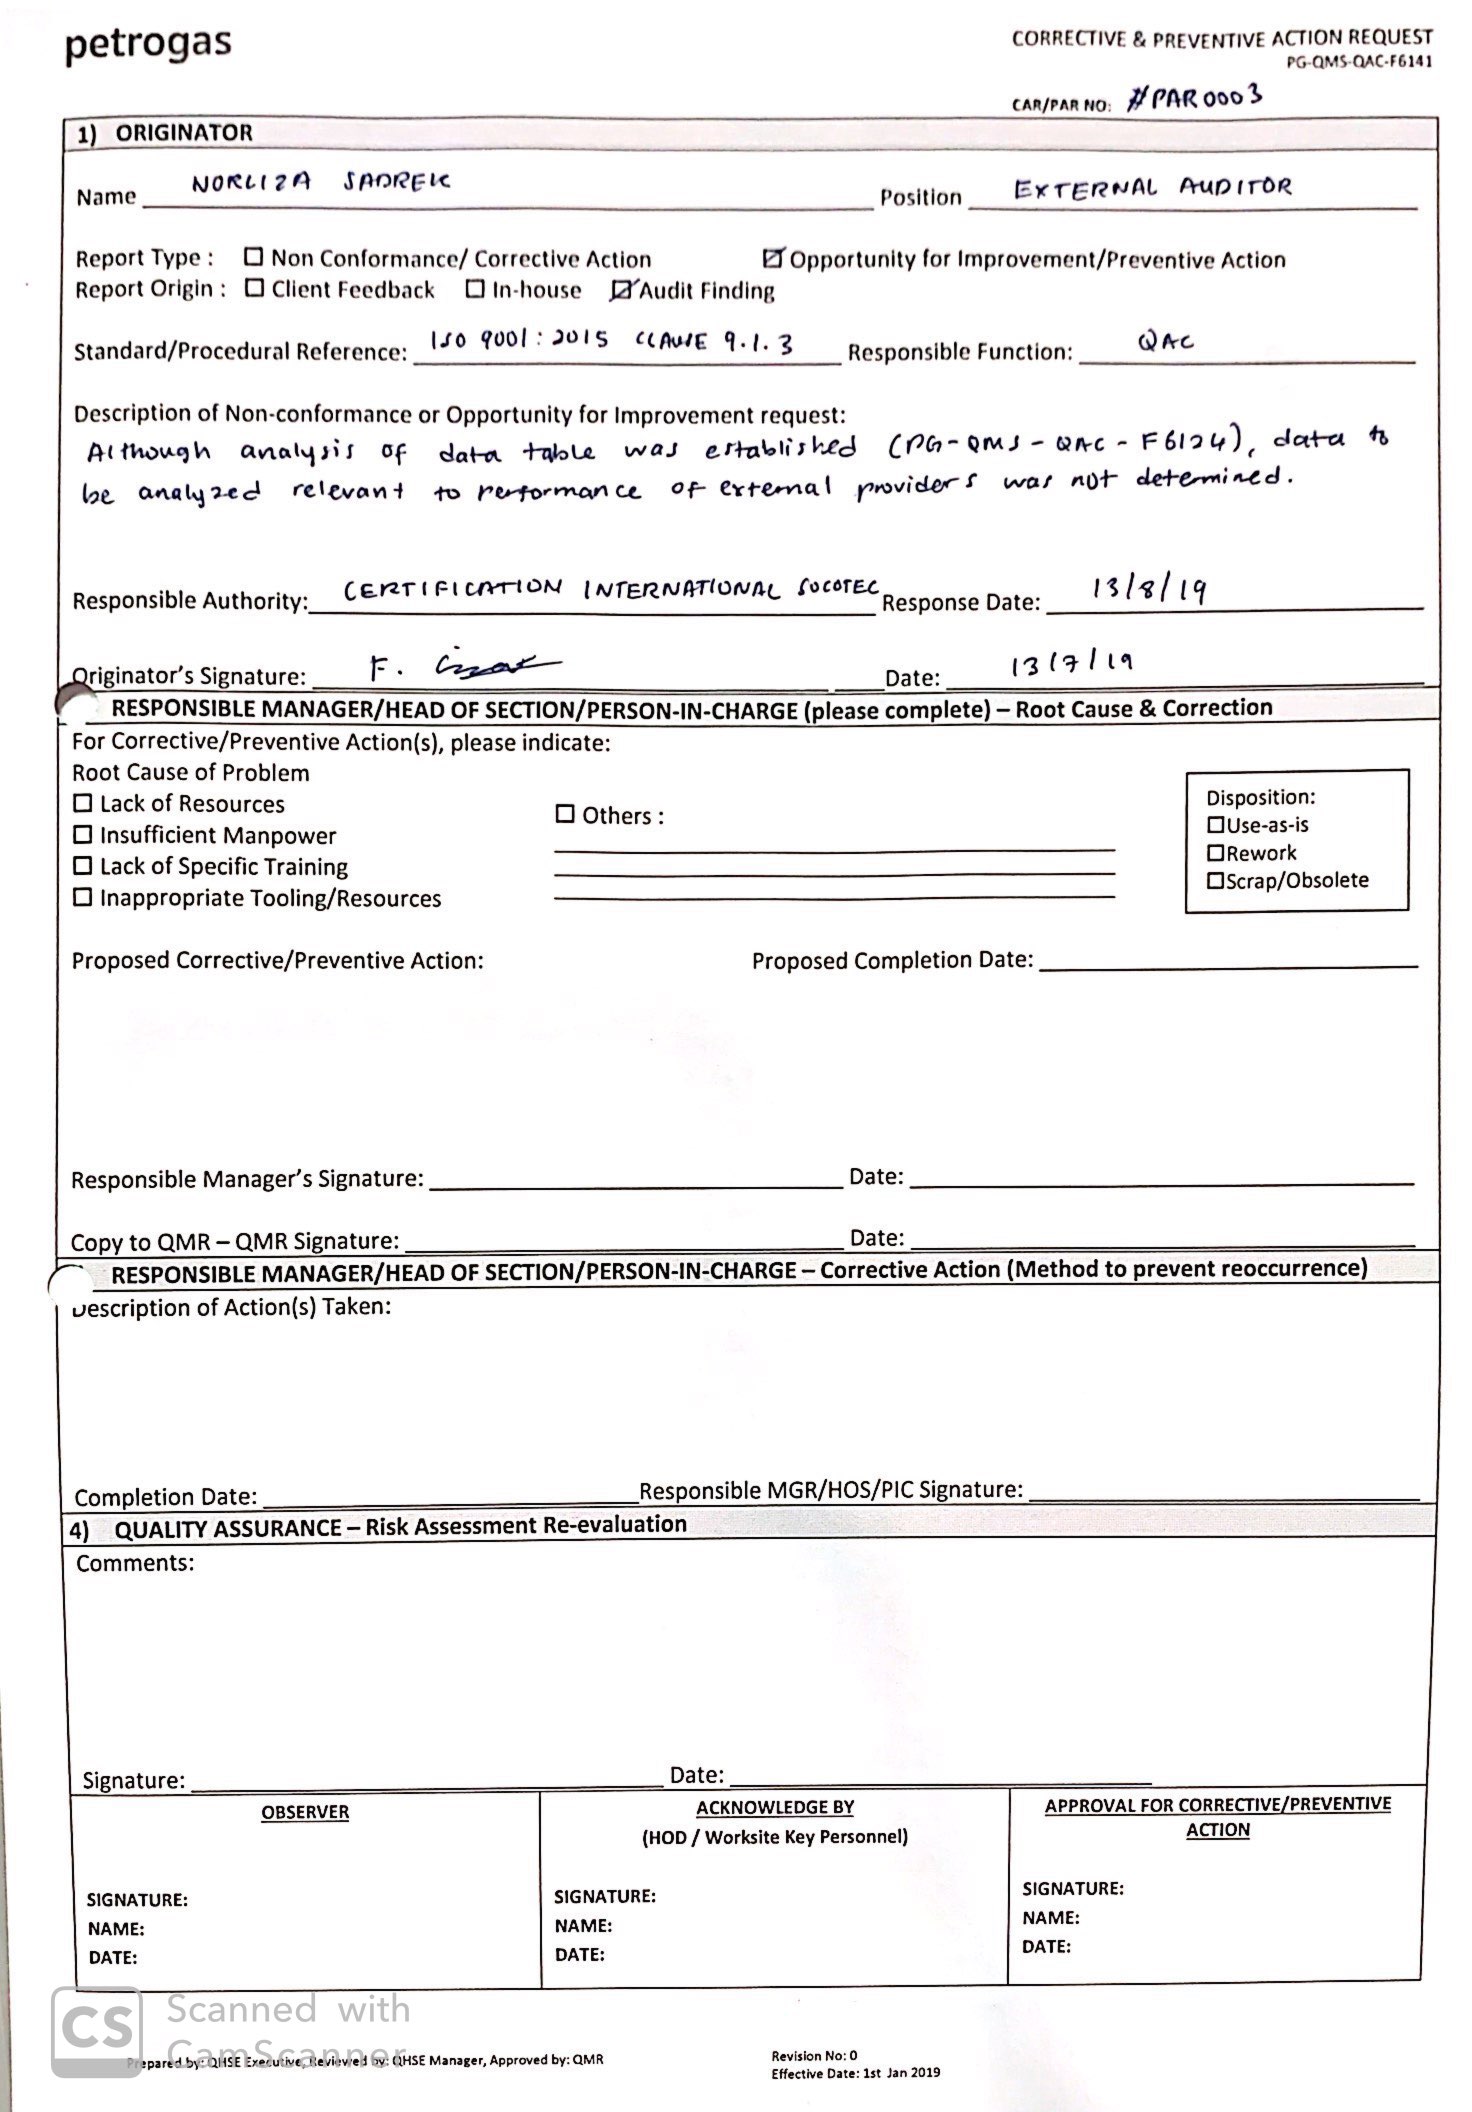 petrogas
CORRECTIVE & PREVENTIVE ACTION REQUEST
PG-QMS-QAC-F6141
CAR/PAR NO: #PAR0003
1) ORIGINATOR
Name NORLIZA SADREK Position EXTERNAL AUDITOR
Report Type : ☐ Non Conformance/ Corrective Action ☑ Opportunity for Improvement/Preventive Action
Report Origin : ☐ Client Feedback ☐ In-house ☑ Audit Finding
Standard/Procedural Reference: ISO 9001:2015 CLAUSE 9.1.3 Responsible Function: QAC
Description of Non-conformance or Opportunity for Improvement request:
Although analysis of data table was established (PG-QMS-QAC-F6124), data to
be analyzed relevant to performance of external providers was not determined.
Responsible Authority: CERTIFICATION INTERNATIONAL SOCOTEC Response Date: 13/8/19
Originator's Signature: F. Date: 13/7/19
RESPONSIBLE MANAGER/HEAD OF SECTION/PERSON-IN-CHARGE (please complete) – Root Cause & Correction
For Corrective/Preventive Action(s), please indicate:
Root Cause of Problem
☐ Lack of Resources
☐ Insufficient Manpower
☐ Lack of Specific Training
☐ Inappropriate Tooling/Resources
☐ Others :
Disposition:
☐Use-as-is
☐Rework
☐Scrap/Obsolete
Proposed Corrective/Preventive Action: Proposed Completion Date:
Responsible Manager's Signature: Date:
Copy to QMR – QMR Signature: Date:
RESPONSIBLE MANAGER/HEAD OF SECTION/PERSON-IN-CHARGE – Corrective Action (Method to prevent reoccurrence)
Description of Action(s) Taken:
Completion Date: Responsible MGR/HOS/PIC Signature:
4) QUALITY ASSURANCE – Risk Assessment Re-evaluation
Comments:
Signature: Date:
OBSERVER
SIGNATURE:
NAME:
DATE:
ACKNOWLEDGE BY
(HOD / Worksite Key Personnel)
SIGNATURE:
NAME:
DATE:
APPROVAL FOR CORRECTIVE/PREVENTIVE
ACTION
SIGNATURE:
NAME:
DATE:
CS Scanned with
CamScanner
Prepared by: QHSE Executive, Reviewed by: QHSE Manager, Approved by: QMR
Revision No: 0
Effective Date: 1st Jan 2019